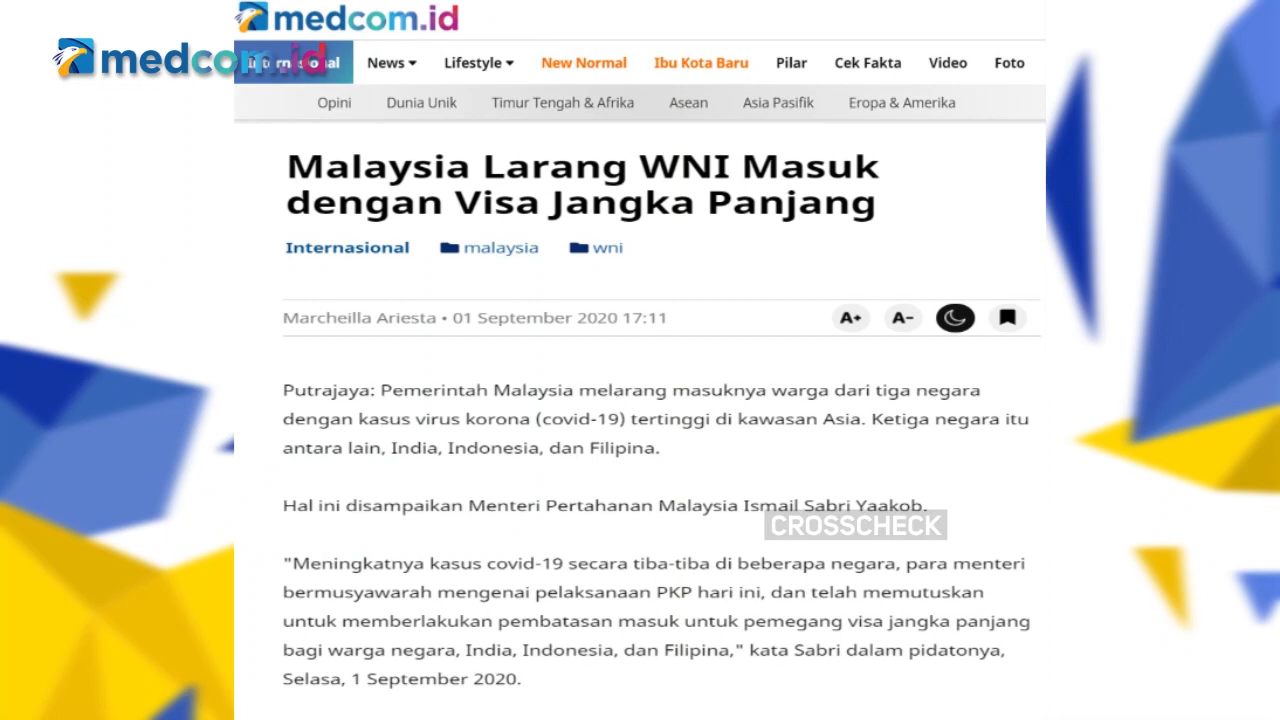 medcom.id
medcom.id
Internasional News Lifestyle New Normal Ibu Kota Baru Pilar Cek Fakta Video Foto
Opini Dunia Unik Timur Tengah & Afrika Asean Asia Pasifik Eropa & Amerika
Malaysia Larang WNI Masuk
dengan Visa Jangka Panjang
Internasional malaysia wni
Marcheilla Ariesta • 01 September 2020 17:11 A+ A-
Putrajaya: Pemerintah Malaysia melarang masuknya warga dari tiga negara
dengan kasus virus korona (covid-19) tertinggi di kawasan Asia. Ketiga negara itu
antara lain, India, Indonesia, dan Filipina.
Hal ini disampaikan Menteri Pertahanan Malaysia Ismail Sabri Yaakob.
CROSSCHECK
"Meningkatnya kasus covid-19 secara tiba-tiba di beberapa negara, para menteri
bermusyawarah mengenai pelaksanaan PKP hari ini, dan telah memutuskan
untuk memberlakukan pembatasan masuk untuk pemegang visa jangka panjang
bagi warga negara, India, Indonesia, dan Filipina," kata Sabri dalam pidatonya,
Selasa, 1 September 2020.